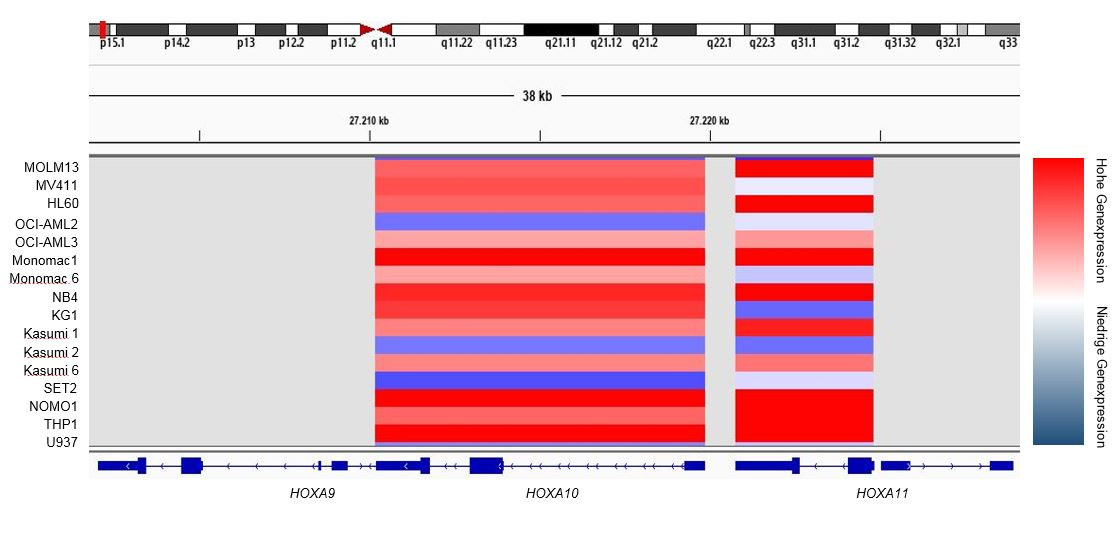 p15.1 p14.2 p13 p12.2 p11.2 q11.1 q11.22 q11.23 q21.11 q21.12 q21.2 q22.1 q22.3 q31.1 q31.2 q31.32 q32.1 q33
38 kb
27.210 kb 27.220 kb
MOLM13
MV411
HL60
OCI-AML2
OCI-AML3
Monomac1
Monomac 6
NB4
KG1
Kasumi 1
Kasumi 2
Kasumi 6
SET2
NOMO1
THP1
U937
Hohe Genexpression
Niedrige Genexpression
HOXA9 HOXA10 HOXA11